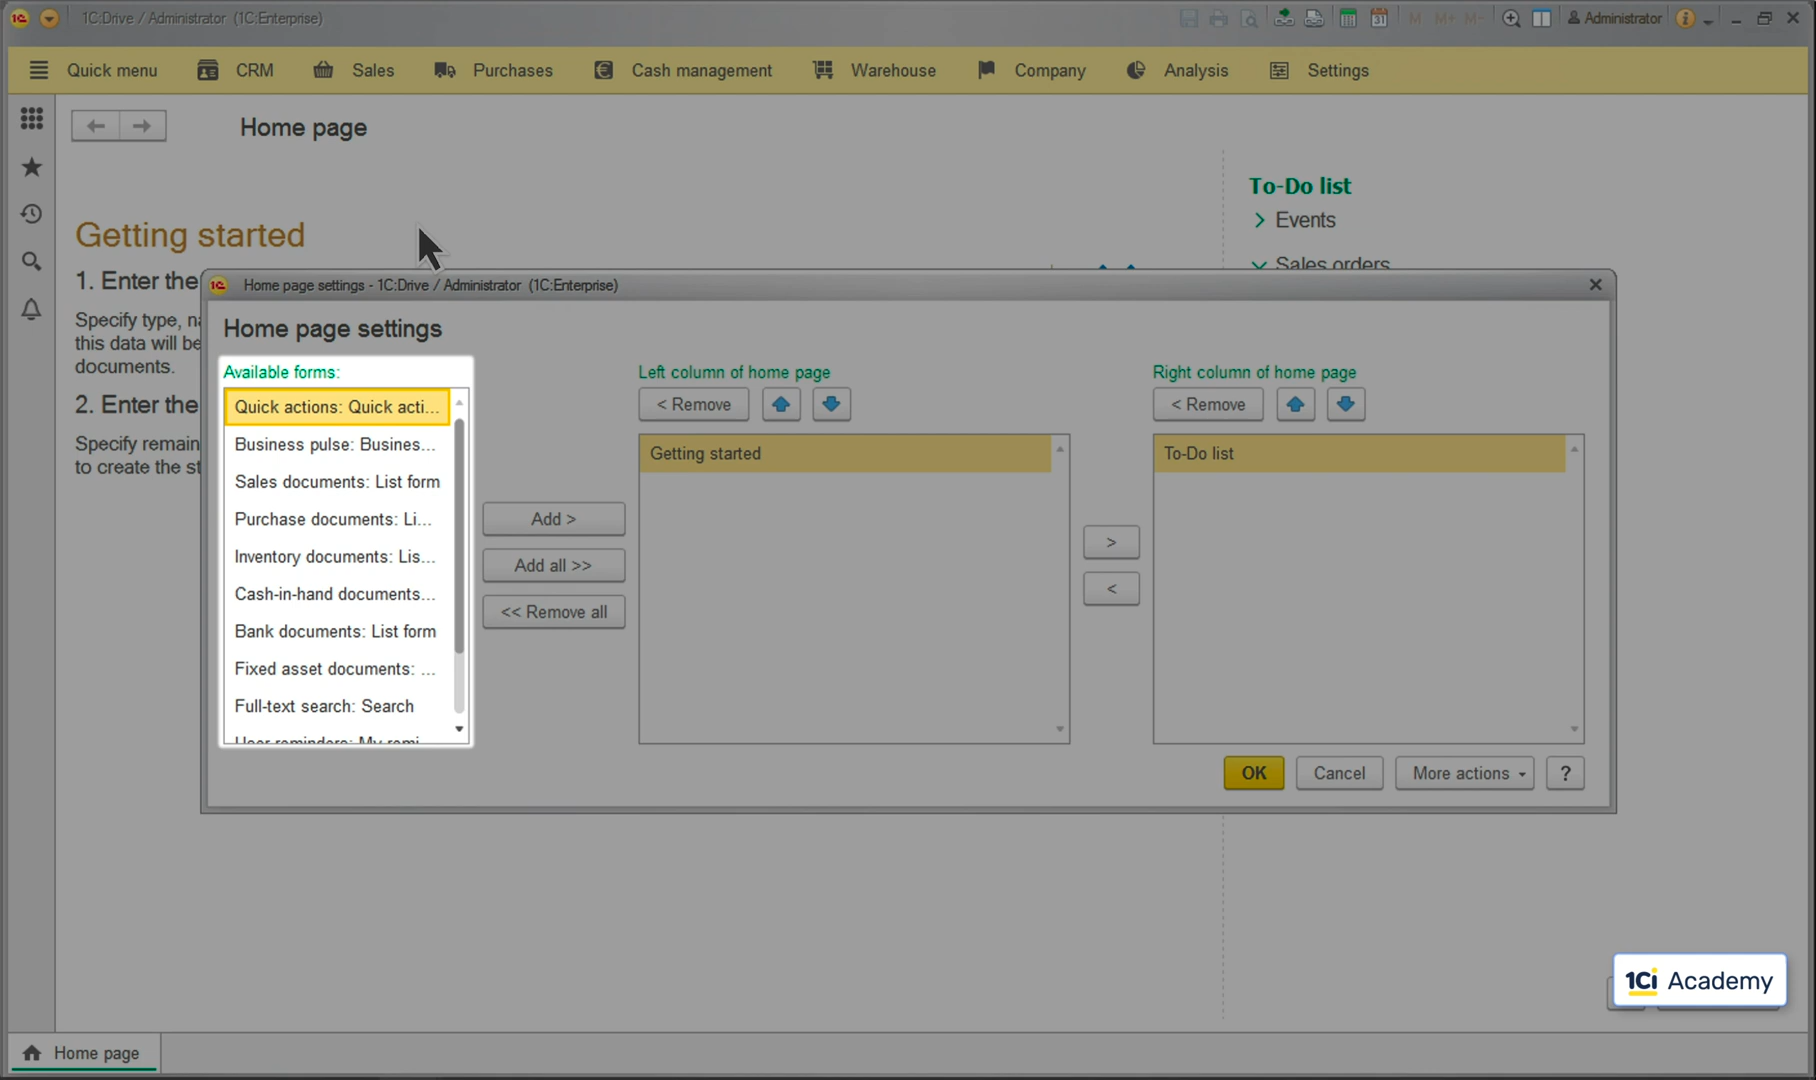 1C:Drive / Administrator (1C:Enterprise)
31
M M+ M-
Administrator
Quick menu
CRM
Sales
Purchases
Cash management
Warehouse
Company
Analysis
Settings
Home page
To-Do list
Events
Sales orders
Getting started
1. Enter the
Specify type,
this data will be
documents.
2. Enter the
Specify remain
to create the
Home page settings - 1C:Drive / Administrator (1C:Enterprise)
Home page settings
Available forms:
Quick actions: Quick acti...
Business pulse: Busines...
Sales documents: List form
Purchase documents: Li...
Inventory documents: Lis...
Cash-in-hand documents...
Bank documents: List form
Fixed asset documents: ...
Full-text search: Search
User reminders: My remi
Add >
Add all >>
<< Remove all
Left column of home page
< Remove
Getting started
>
<
Right column of home page
< Remove
To-Do list
OK
Cancel
More actions
?
1Ci Academy
Home page